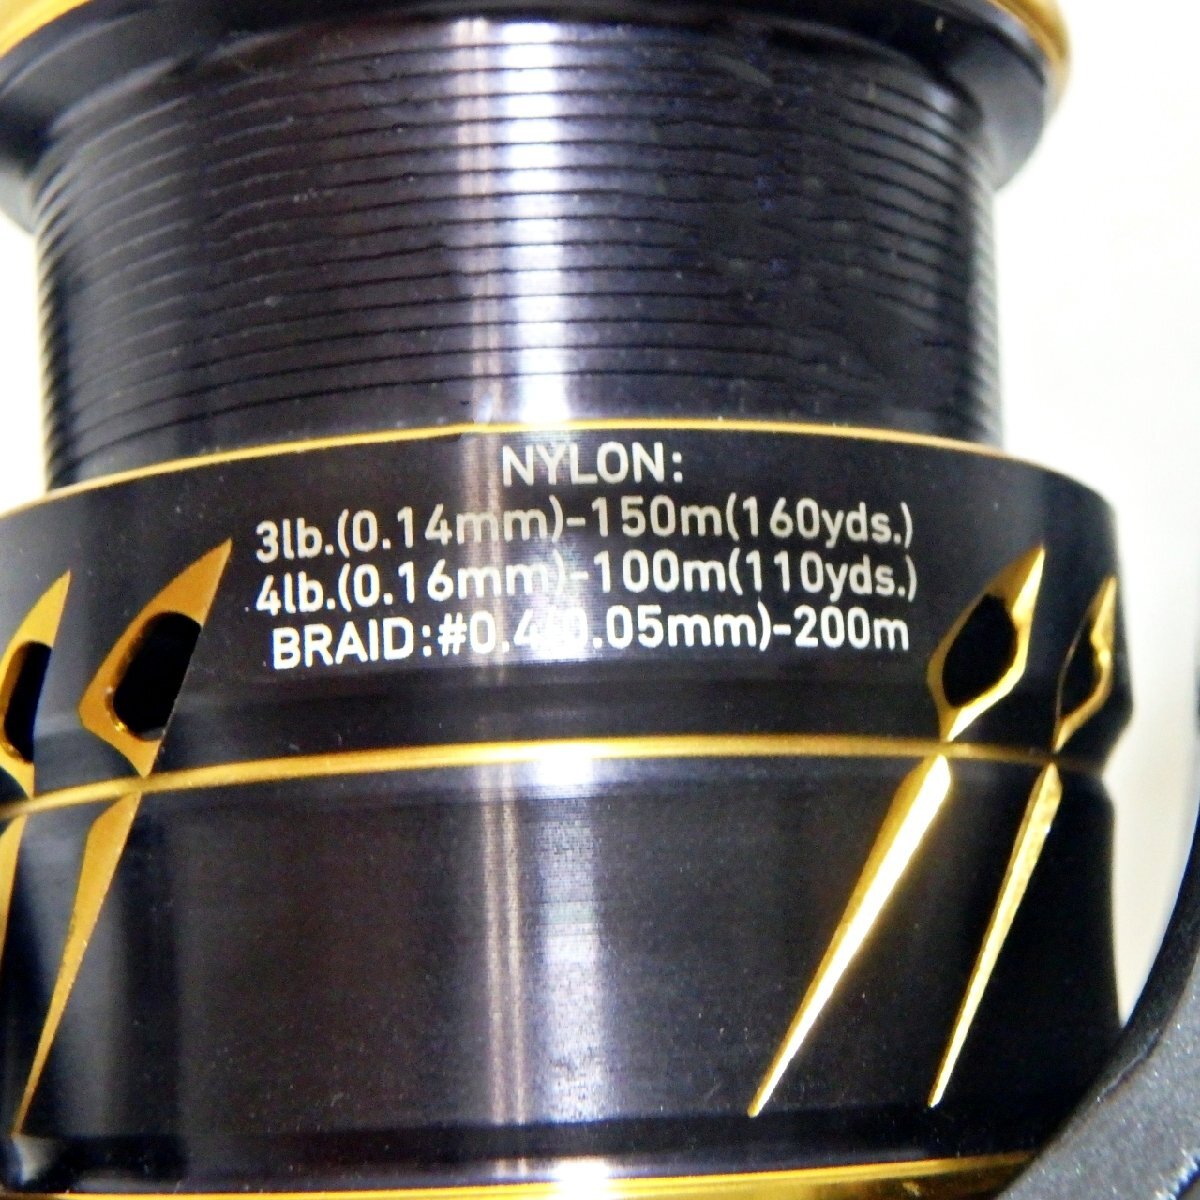 NYLON:
3lb.(0.14mm)-150m(160yds.)
4lb.(0.16mm)-100m(110yds.)
BRAID:#0.4(0.05mm)-200m